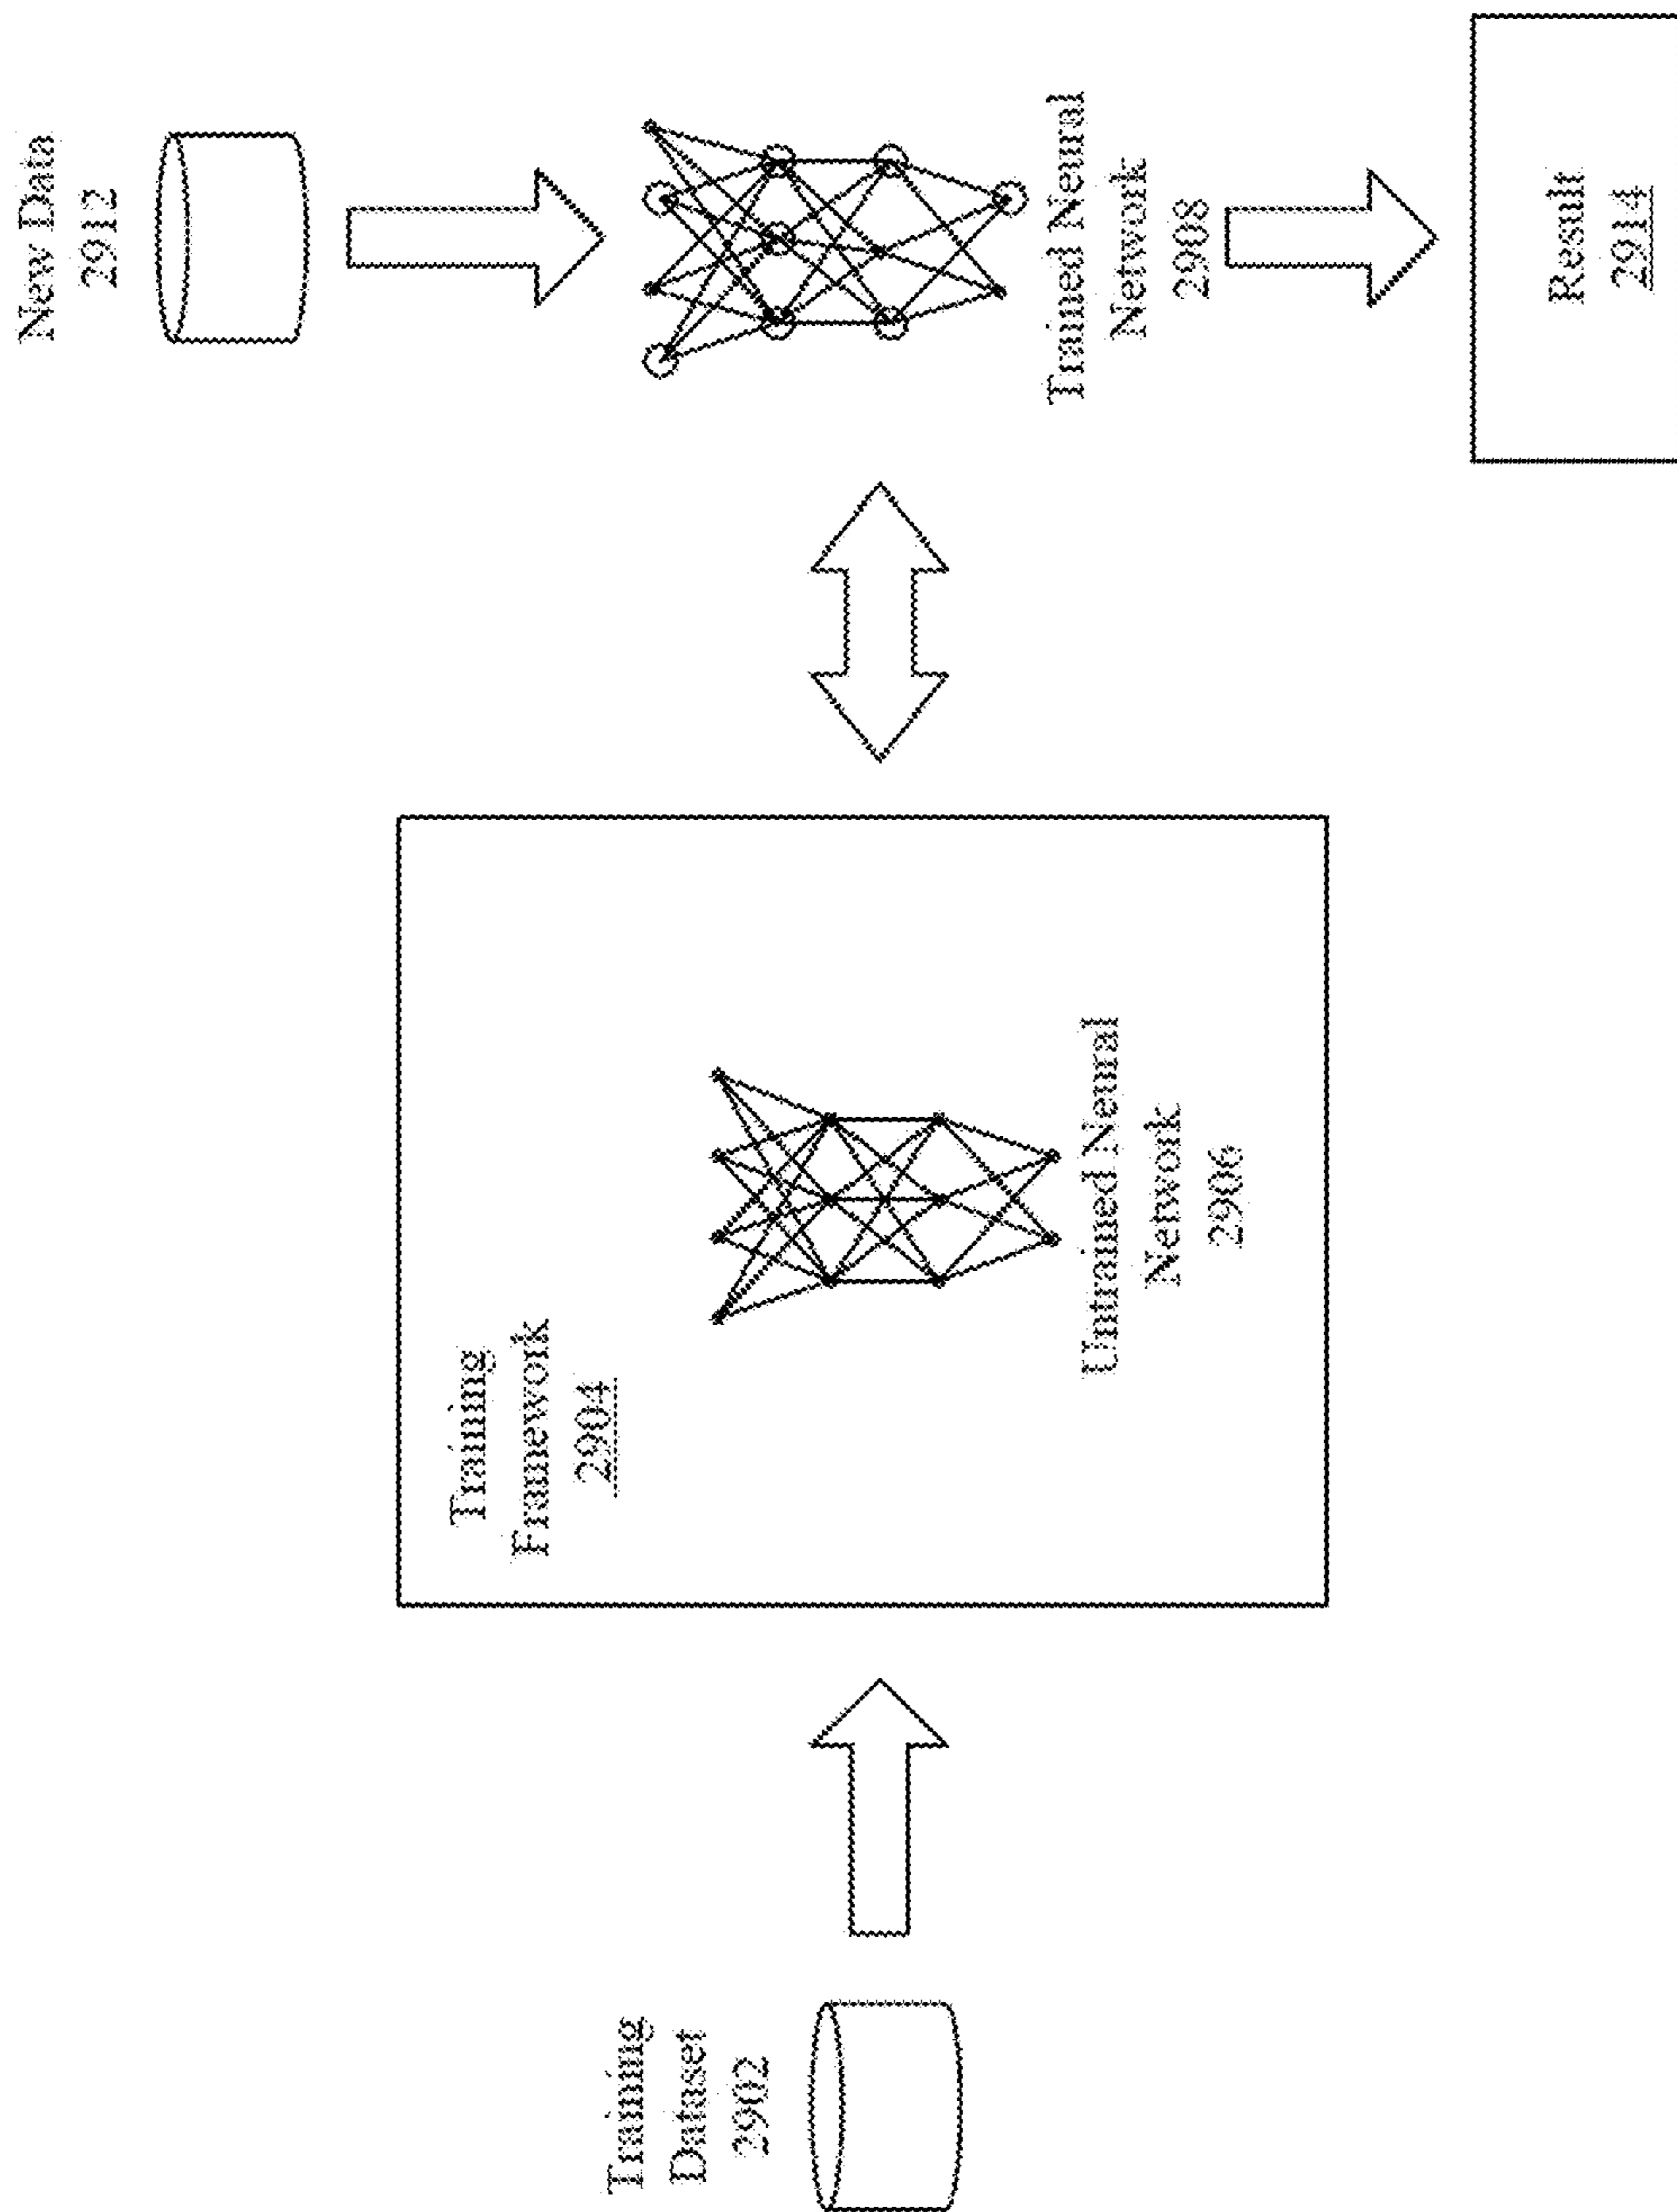 Training
Dataset
2902
Training
Framework
2904
Untrained Neural
Network
2906
New Data
2912
Trained Neural
Network
2908
Result
2914